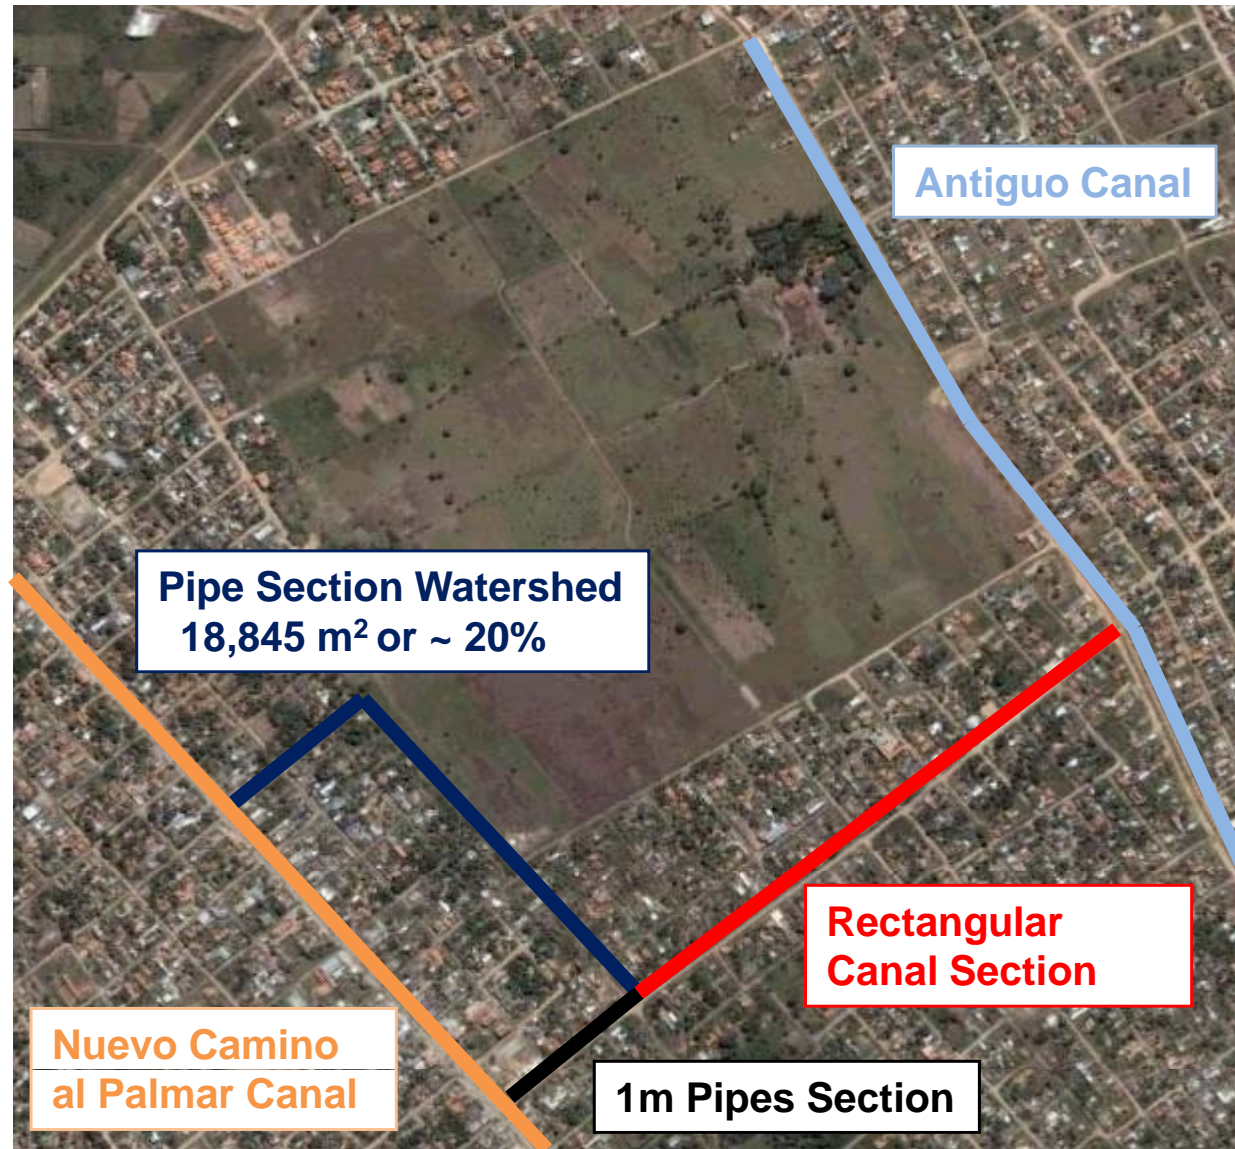 Antiguo Canal
Pipe Section Watershed
18,845 m² or ~ 20%
Rectangular
Canal Section
Nuevo Camino
al Palmar Canal
1m Pipes Section